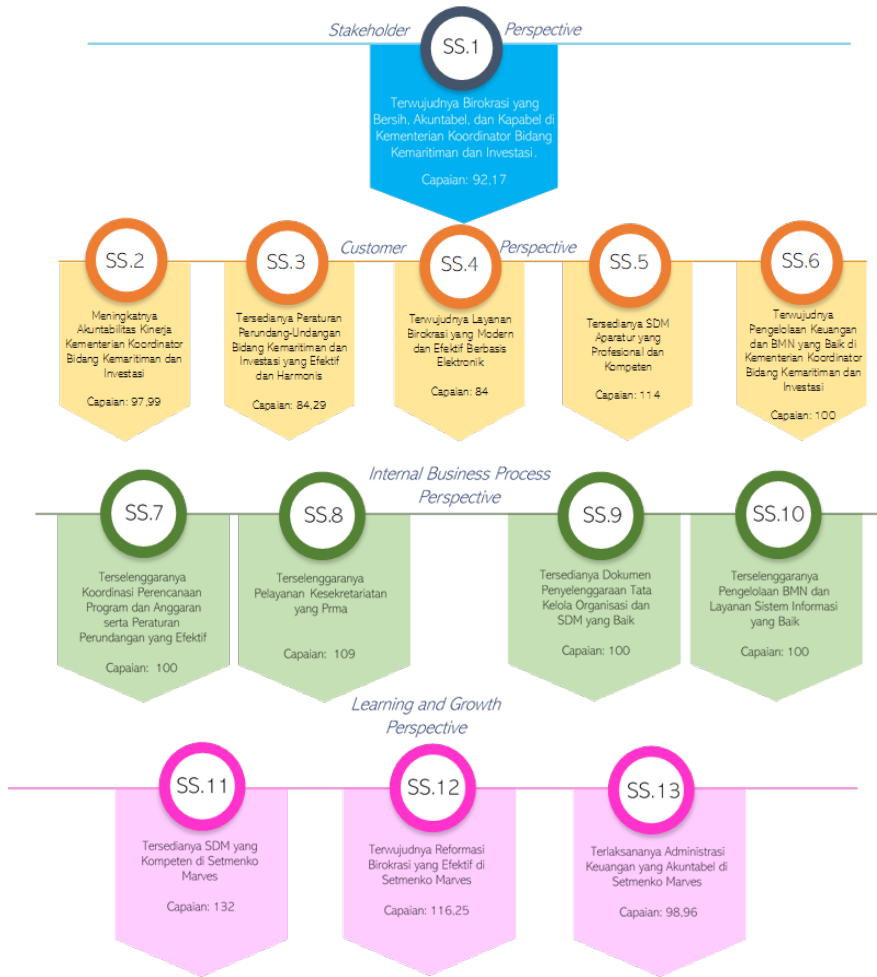 Stakeholder Perspective
SS.1
Terwujudnya Birokrasi yang
Bersih, Akuntabel, dan Kapabel di
Kementerian Koordinator Bidang
Kemaritiman dan Investasi.
Capaian: 92,17
Customer Perspective
SS.2
Meningkatnya
Akuntabilitas Kinerja
Kementerian Koordinator
Bidang Kemaritiman dan
Investasi
Capaian: 97,99
SS.3
Tersedianya Peraturan
Perundang-Undangan
Bidang Kemaritiman dan
Investasi yang Efektif
dan Harmonis
Capaian: 84,29
SS.4
Terwujudnya Layanan
Birokrasi yang Modern
dan Efektif Berbasis
Elektronik
Capaian: 84
SS.5
Tersedianya SDM
Aparatur yang
Profesional dan
Kompeten
Capaian: 114
SS.6
Terwujudnya
Pengelolaan Keuangan
dan BMN yang Baik di
Kementerian Koordinator
Bidang Kemaritiman dan
Investasi
Capaian: 100
Internal Business Process
Perspective
SS.7
Terselenggaranya
Koordinasi Perencanaan
Program dan Anggaran
serta Peraturan
Perundangan yang Efektif
Capaian: 100
SS.8
Terselenggaranya
Pelayanan Kesekretariatan
yang Prma
Capaian: 109
SS.9
Tersedianya Dokumen
Penyelenggaraan Tata
Kelola Organisasi dan
SDM yang Baik
Capaian: 100
SS.10
Terselenggaranya
Pengelolaan BMN dan
Layanan Sistem Informasi
yang Baik
Capaian: 100
Learning and Growth
Perspective
SS.11
Tersedianya SDM yang
Kompeten di Setmenko
Marves
Capaian: 132
SS.12
Terwujudnya Reformasi
Birokrasi yang Efektif di
Setmenko Marves
Capaian: 116,25
SS.13
Terlaksananya Administrasi
Keuangan yang Akuntabel di
Setmenko Marves
Capaian: 98,96